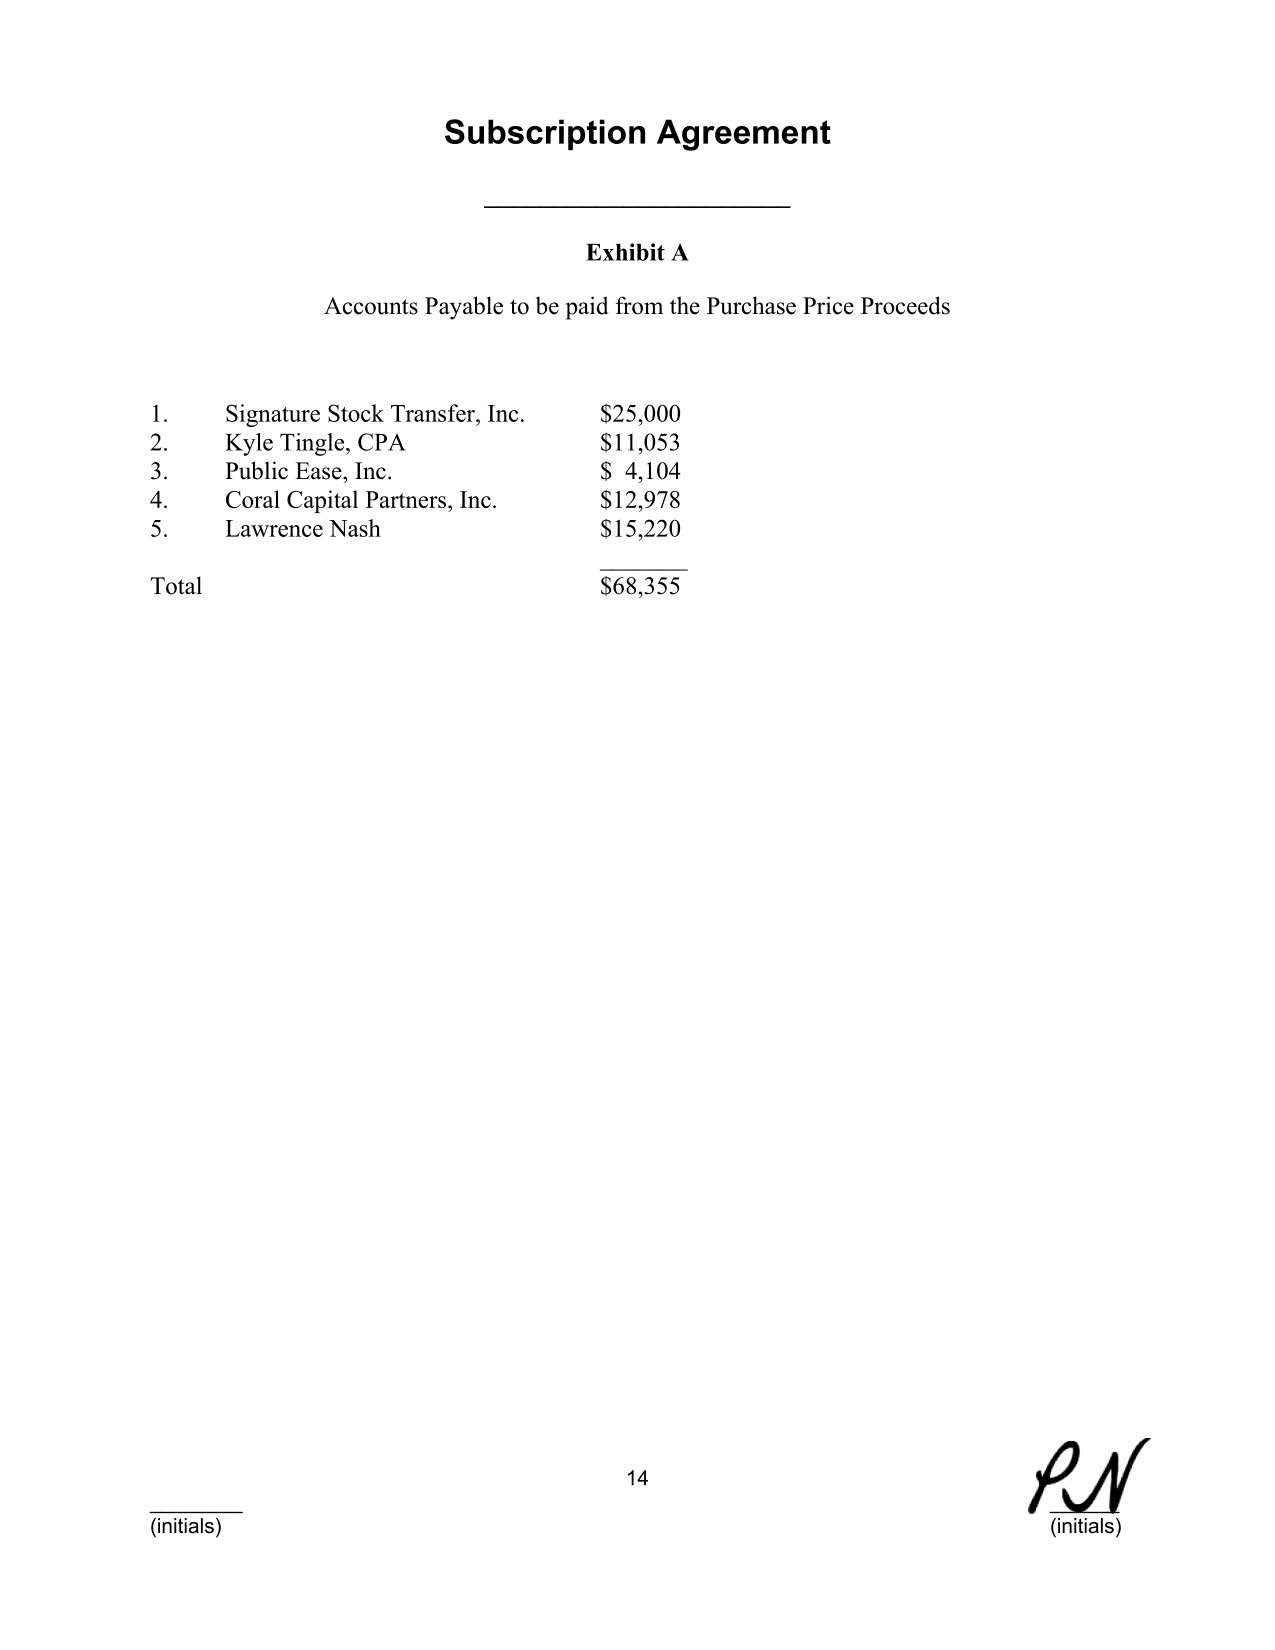 Subscription Agreement
Exhibit A
Accounts Payable to be paid from the Purchase Price Proceeds
1. Signature Stock Transfer, Inc. $25,000
2. Kyle Tingle, CPA $11,053
3. Public Ease, Inc. $ 4,104
4. Coral Capital Partners, Inc. $12,978
5. Lawrence Nash $15,220
Total $68,355
14
PN
(initials) (initials)